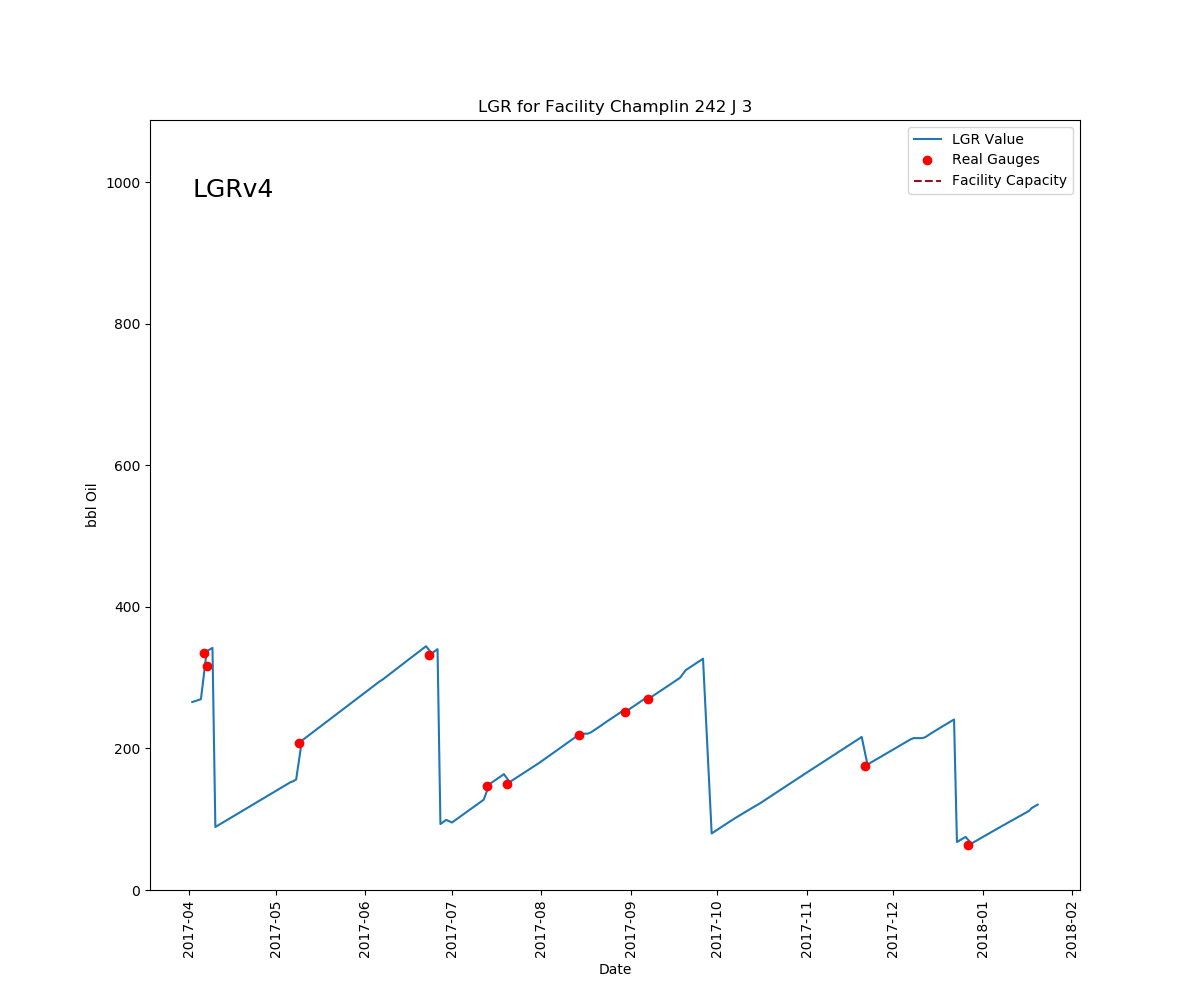 LGR for Facility Champlin 242 J 3
LGR Value
Real Gauges
Facility Capacity
LGRv4
1000
800
600
400
200
0
bbl Oil
2017-04
2017-05
2017-06
2017-07
2017-08
2017-09
2017-10
2017-11
2017-12
2018-01
2018-02
Date